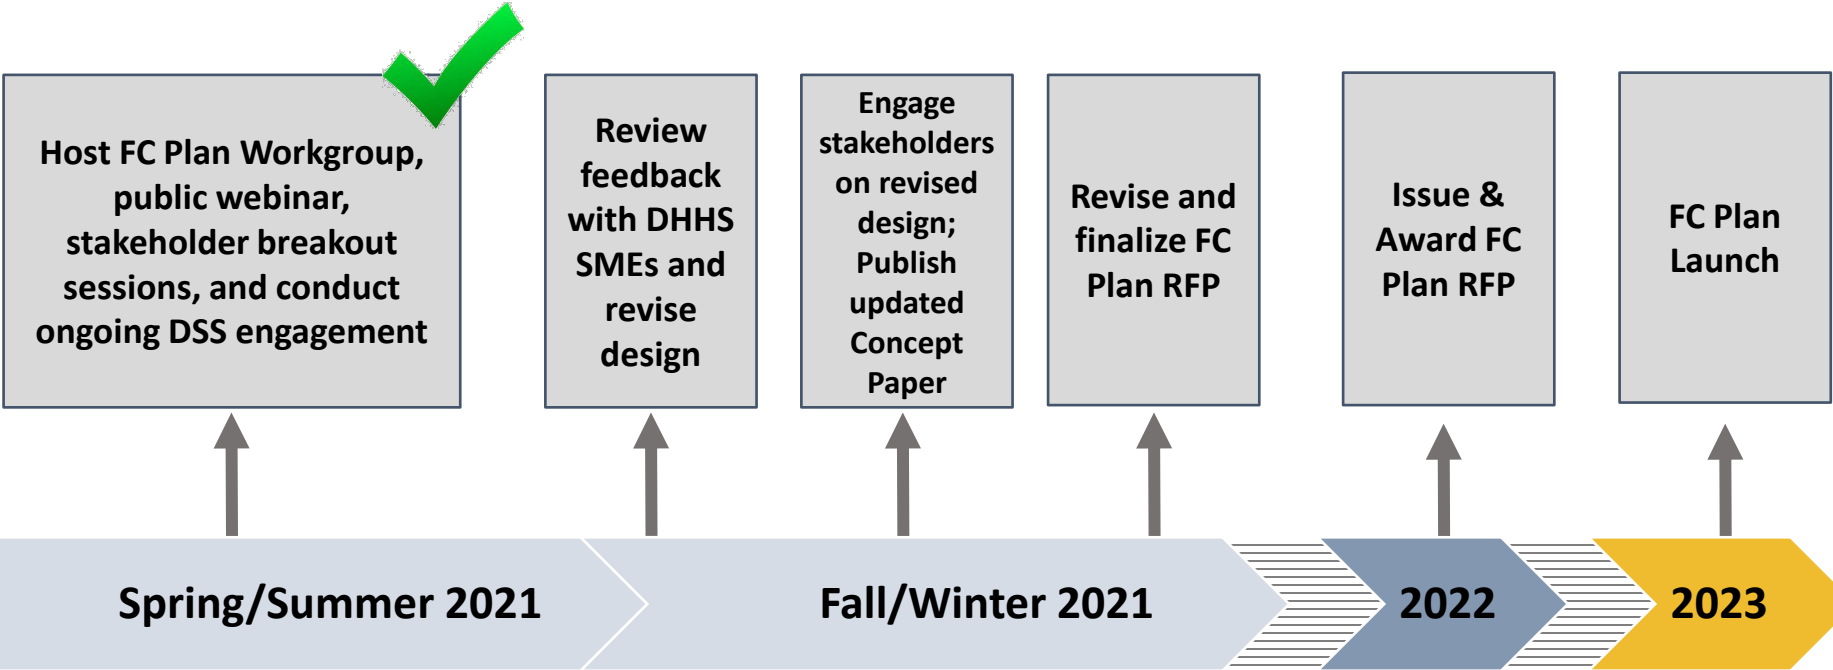 Host FC Plan Workgroup,
public webinar,
stakeholder breakout
sessions, and conduct
ongoing DSS engagement
Review
feedback
with DHHS
SMEs and
revise
design
Engage
stakeholders
on revised
design;
Publish
updated
Concept
Paper
Revise and
finalize FC
Plan RFP
Issue &
Award FC
Plan RFP
FC Plan
Launch
Spring/Summer 2021
Fall/Winter 2021
2022
2023